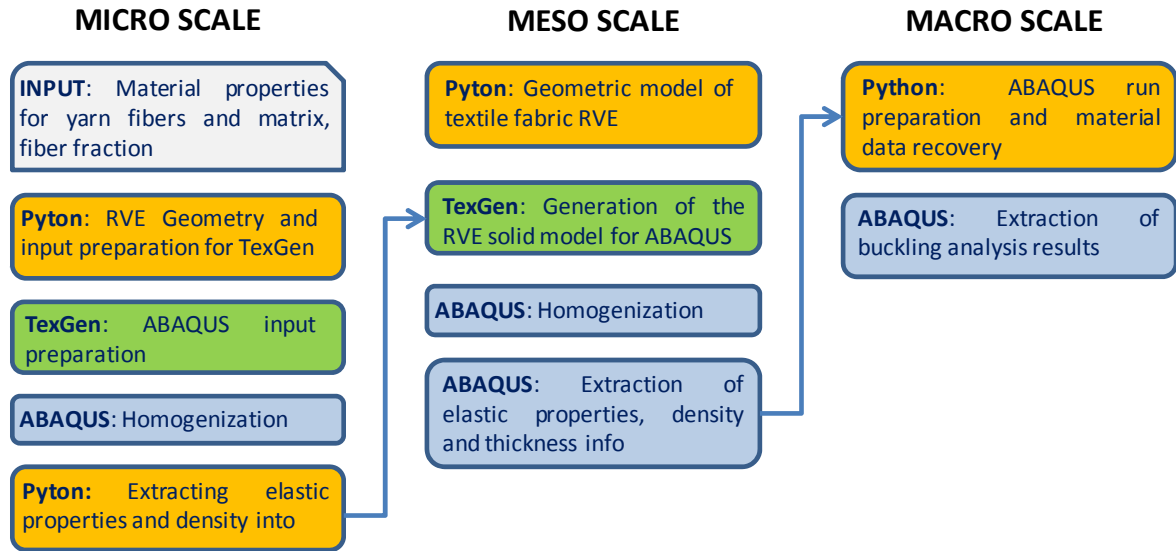 MICRO SCALE
INPUT: Material properties
for yarn fibers and matrix,
fiber fraction
Pyton: RVE Geometry and
input preparation for TexGen
TexGen: ABAQUS input
preparation
ABAQUS: Homogenization
Pyton: Extracting elastic
properties and density into
MESO SCALE
Pyton: Geometric model of
textile fabric RVE
TexGen: Generation of the
RVE solid model for ABAQUS
ABAQUS: Homogenization
ABAQUS: Extraction of
elastic properties, density
and thickness info
MACRO SCALE
Python: ABAQUS run
preparation and material
data recovery
ABAQUS: Extraction of
buckling analysis results